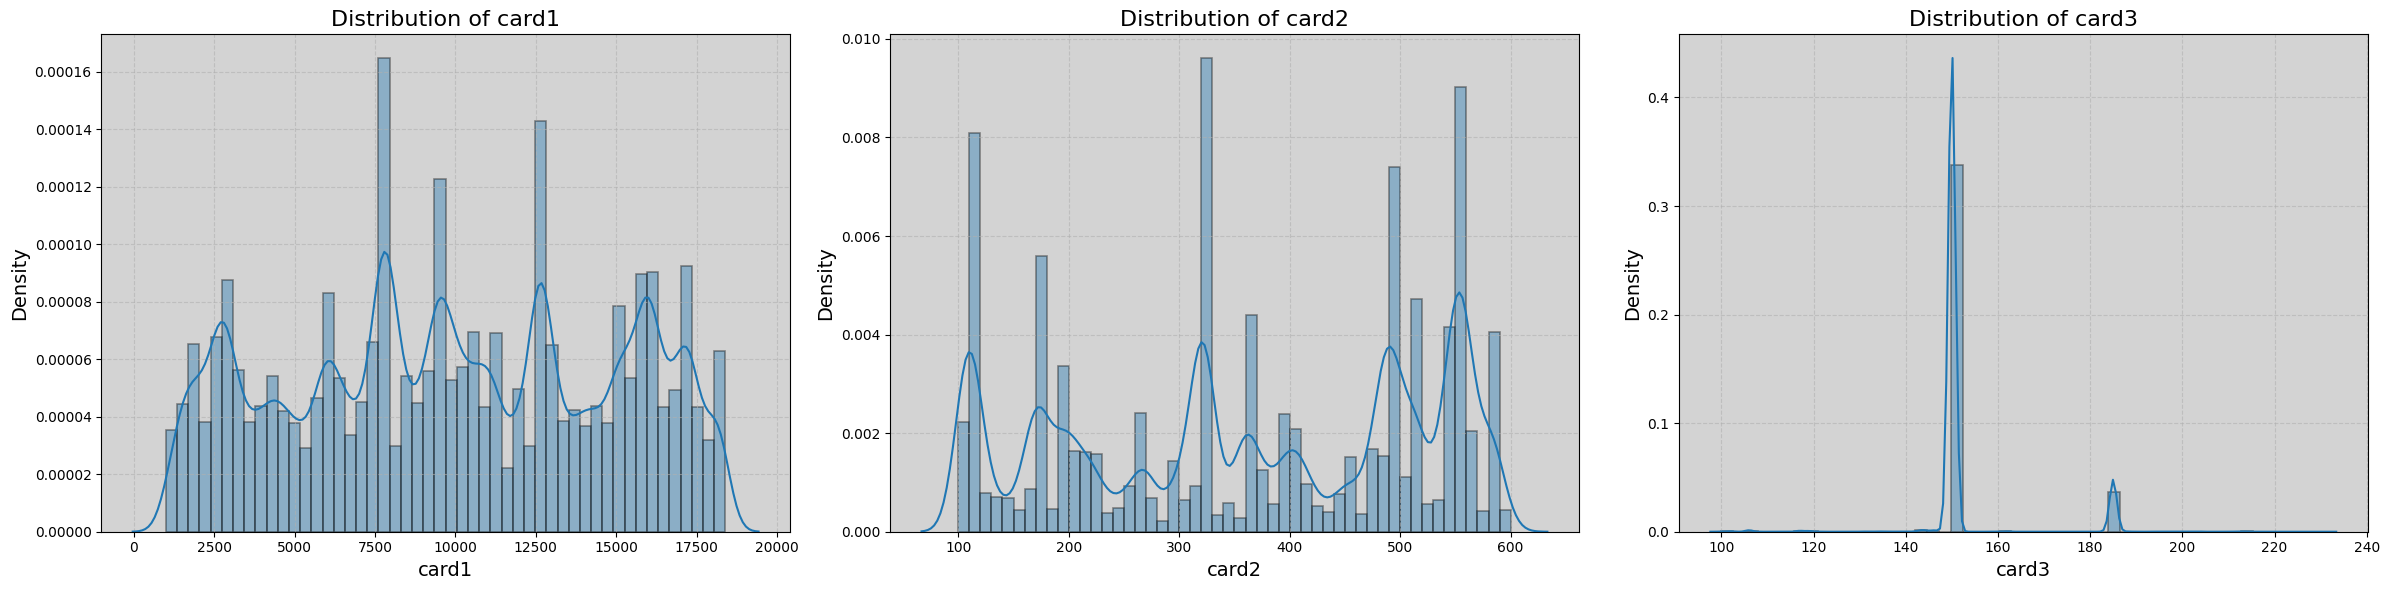 Distribution of card1
0.00016
0.00014
0.00012
0.00010
0.00008
0.00006
0.00004
0.00002
0.00000
Density
0 2500 5000 7500 10000 12500 15000 17500 20000
card1
Distribution of card2
0.010
0.008
0.006
0.004
0.002
0.000
Density
100 200 300 400 500 600
card2
Distribution of card3
0.4
0.3
0.2
0.1
0.0
Density
100 120 140 160 180 200 220 240
card3